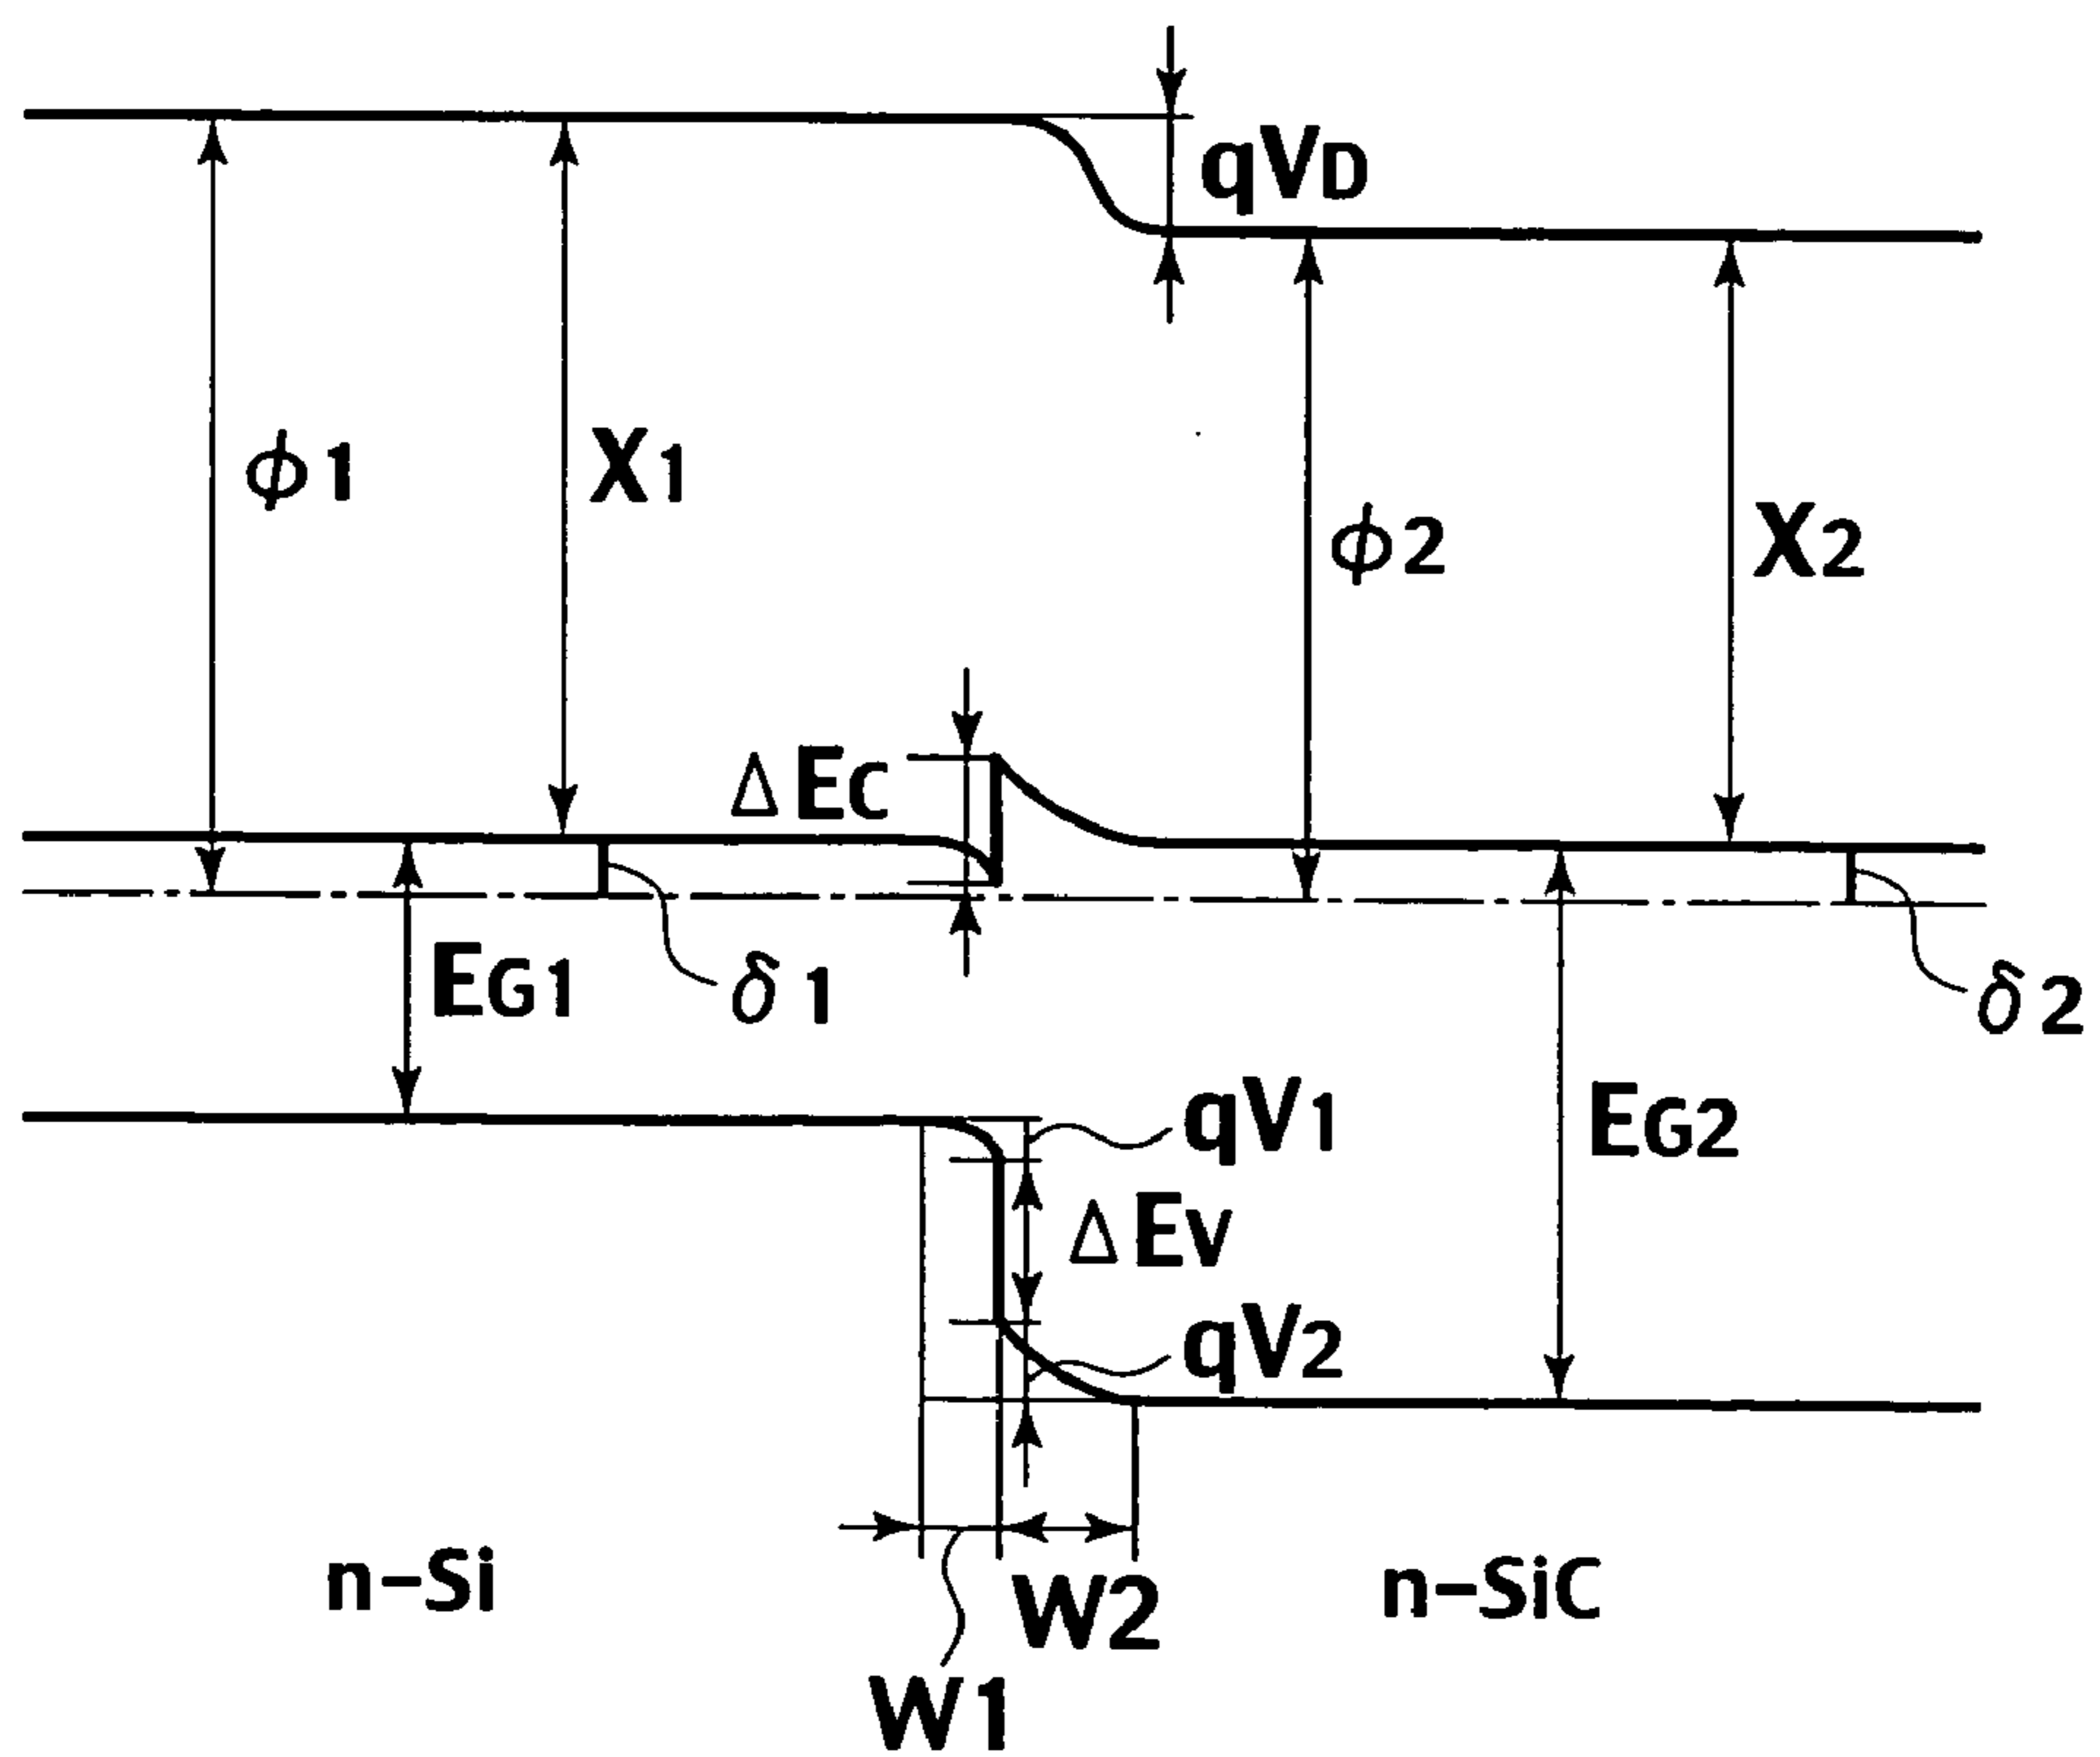 qVD
ϕ1
X1
ϕ2
X2
ΔEC
EG1
δ1
δ2
qV1
EG2
ΔEV
qV2
n-Si
W2
n-SiC
W1